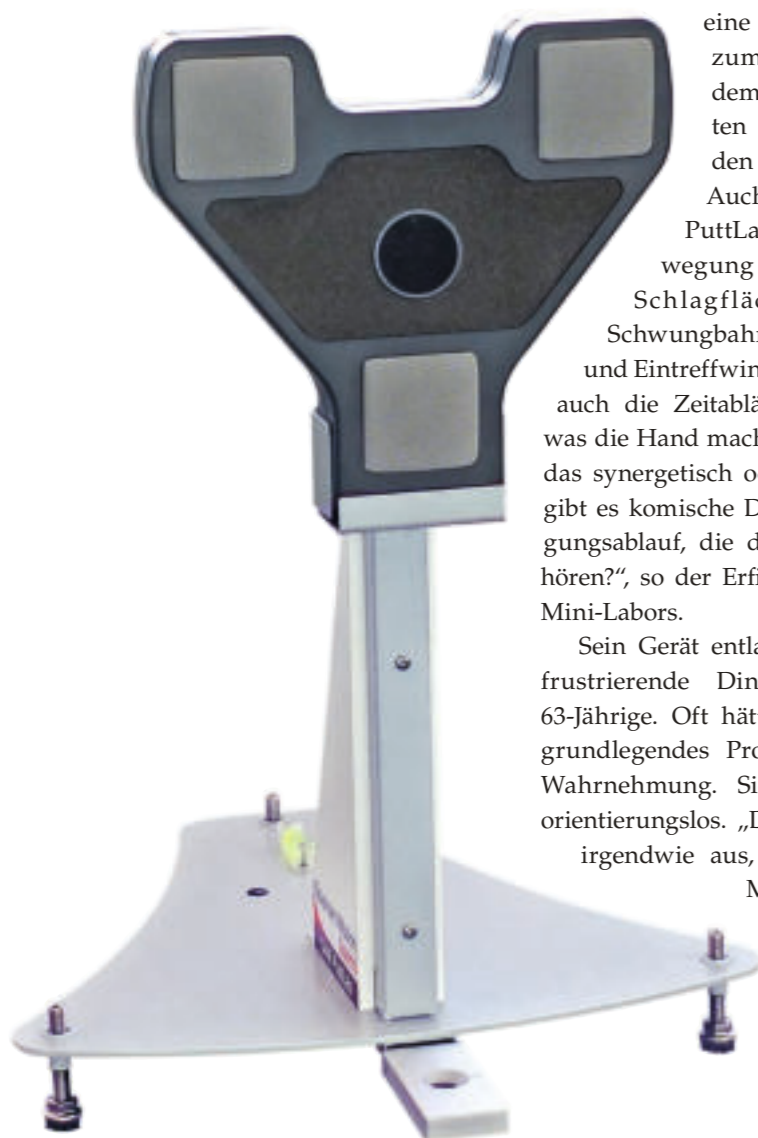 eine
zum
dem
ten
den
Auch
PuttLa
wegung
Schlagfläc
Schwungbahn
und Eintreffwin
auch die Zeitablä
was die Hand mach
das synergetisch oc
gibt es komische D
gungsablauf, die d
hören?“, so der Erfi
Mini-Labors.
Sein Gerät entla
frustrierende Din
63-Jährige. Oft hät
grundlegendes Pro
Wahrnehmung. Si
orientierungslos. „D
irgendwie aus,
M